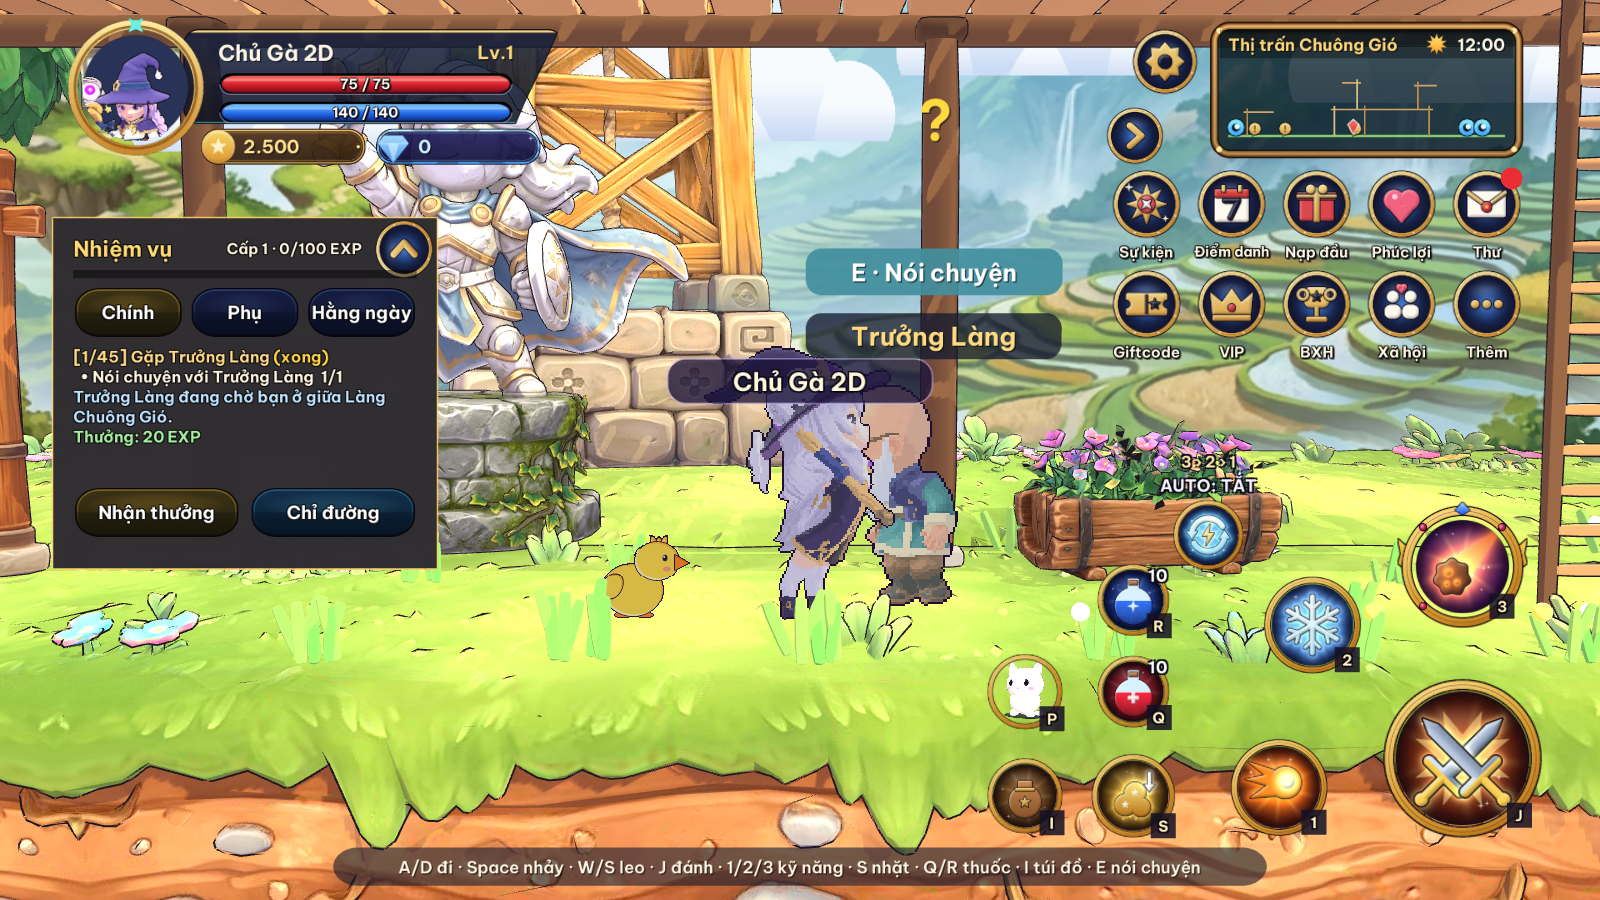 Chủ Gà 2D
Lv.1
75 / 75
140 / 140
2.500
0
Thị trấn Chuông Gió
12:00
7
Sự kiện
Điểm danh
Nạp đầu
Phúc lợi
Thư
Giftcode
VIP
BXH
Xã hội
Thêm
Nhiệm vụ
Cấp 1 · 0/100 EXP
Chính
Phụ
Hằng ngày
[1/45] Gặp Trưởng Làng (xong)
• Nói chuyện với Trưởng Làng 1/1
Trưởng Làng đang chờ bạn ở giữa Làng
Chuông Gió.
Thưởng: 20 EXP
Nhận thưởng
Chỉ đường
?
E · Nói chuyện
Trưởng Làng
Chủ Gà 2D
AUTO: TẮT
10
R
3
2
10
Q
P
I
S
1
J
A/D đi · Space nhảy · W/S leo · J đánh · 1/2/3 kỹ năng · S nhặt · Q/R thuốc · I túi đồ · E nói chuyện